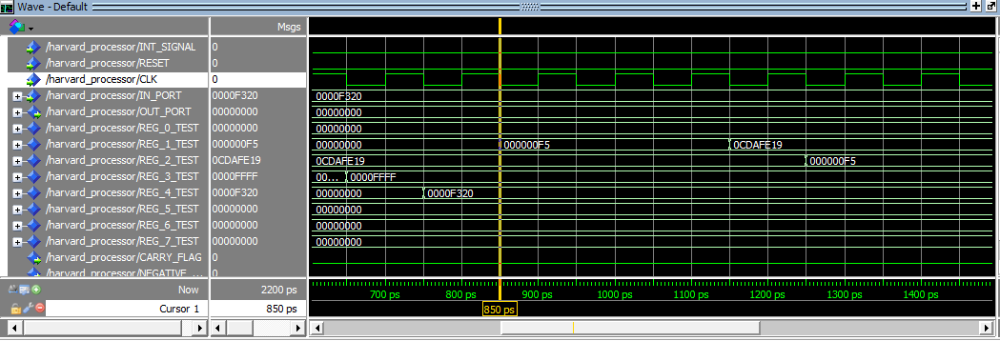 Wave - Default
Msgs
/harvard_processor/INT_SIGNAL 0
/harvard_processor/RESET 0
/harvard_processor/CLK 0
/harvard_processor/IN_PORT 0000F320 0000F320
/harvard_processor/OUT_PORT 00000000 00000000
/harvard_processor/REG_0_TEST 00000000 00000000
/harvard_processor/REG_1_TEST 000000F5 00000000 000000F5 0CDAFE19
/harvard_processor/REG_2_TEST 0CDAFE19 0CDAFE19 000000F5
/harvard_processor/REG_3_TEST 0000FFFF 00... 0000FFFF
/harvard_processor/REG_4_TEST 0000F320 00000000 0000F320
/harvard_processor/REG_5_TEST 00000000 00000000
/harvard_processor/REG_6_TEST 00000000 00000000
/harvard_processor/REG_7_TEST 00000000 00000000
/harvard_processor/CARRY_FLAG 0
/harvard_processor/NEGATIVE_... 0
Now 2200 ps 700 ps 800 ps 900 ps 1000 ps 1100 ps 1200 ps 1300 ps 1400 ps
Cursor 1 850 ps 850 ps